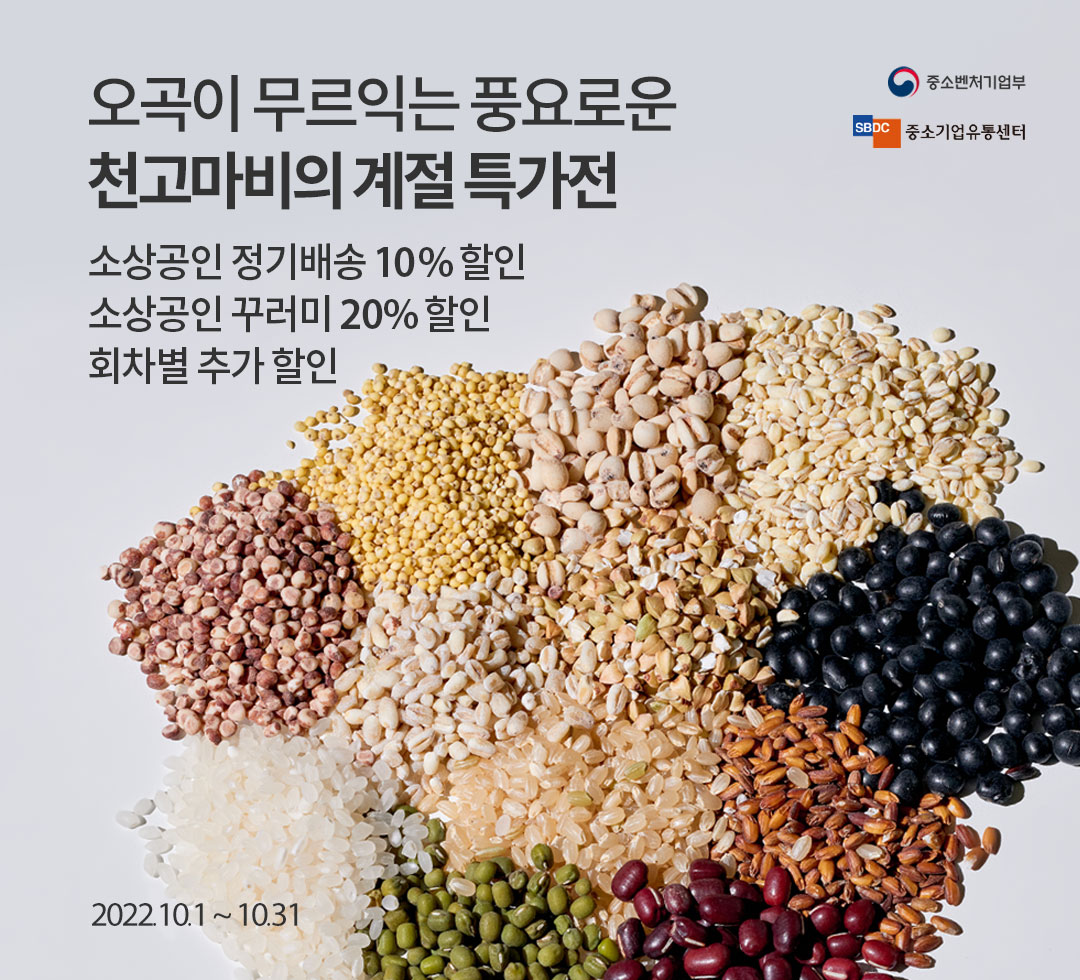 오곡이 무르익는 풍요로운
천고마비의 계절 특가전
소상공인 정기배송 10% 할인
소상공인 꾸러미 20% 할인
회차별 추가 할인
중소벤처기업부
SBDC 중소기업유통센터
2022.10.1 ~ 10.31